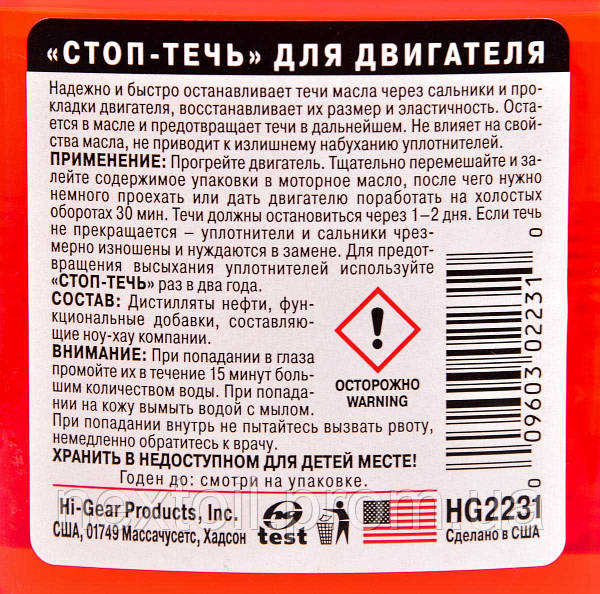 «СТОП-ТЕЧЬ» ДЛЯ ДВИГАТЕЛЯ
Надежно и быстро останавливает течи масла через сальники и про-
кладки двигателя, восстанавливает их размер и эластичность. Оста-
ется в масле и предотвращает течи в дальнейшем. Не влияет на свой-
ства масла, не приводит к излишнему набуханию уплотнителей.
ПРИМЕНЕНИЕ: Прогрейте двигатель. Тщательно перемешайте и за-
лейте содержимое упаковки в моторное масло, после чего нужно
немного проехать или дать двигателю поработать на холостых
оборотах 30 мин. Течи должны остановиться через 1–2 дня. Если течь
не прекращается – уплотнители и сальники чрез-
мерно изношены и нуждаются в замене. Для предот-
вращения высыхания уплотнителей используйте
«СТОП-ТЕЧЬ» раз в два года.
СОСТАВ: Дистилляты нефти, фун-
кциональные добавки, составляю-
щие ноу-хау компании.
ВНИМАНИЕ: При попадании в глаза
промойте их в течение 15 минут боль-
шим количеством воды. При попада-
нии на кожу вымыть водой с мылом.
При попадании внутрь не пытайтесь вызвать рвоту,
немедленно обратитесь к врачу.
ХРАНИТЬ В НЕДОСТУПНОМ ДЛЯ ДЕТЕЙ МЕСТЕ!
Годен до: смотри на упаковке.
ОСТОРОЖНО
WARNING
0 09603 02231 0
Hi-Gear Products, Inc.
США, 01749 Массачусетс, Хадсон
hg
test
HG2231
Сделано в США
nextoil.prom.ua